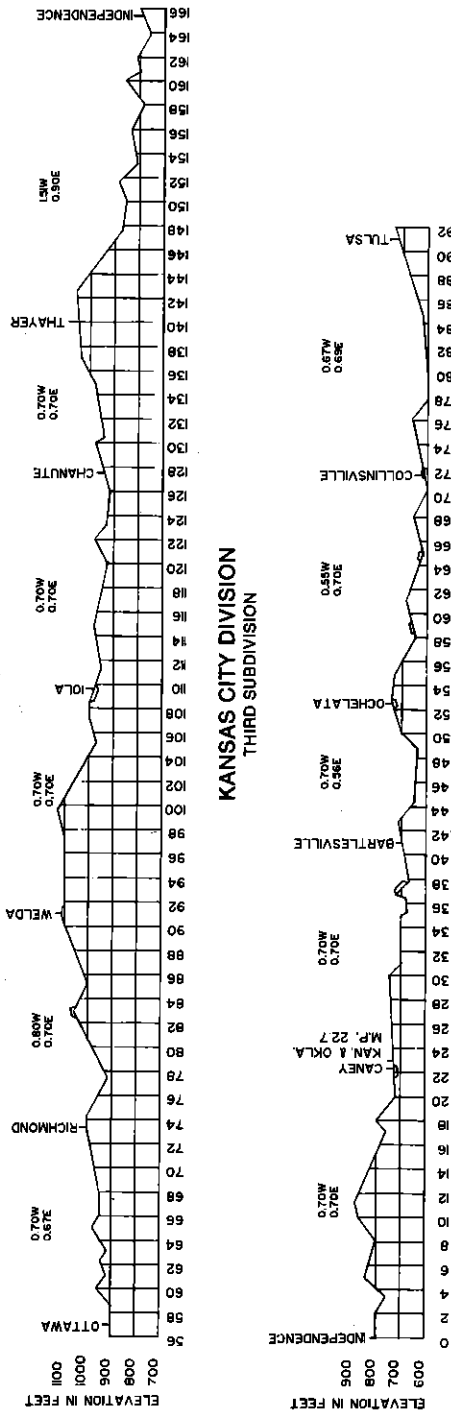 ELEVATION IN FEET
1100
1000
900
800
700
OTTAWA
RICHMOND
WELDA
IOLA
CHANUTE
THAYER
INDEPENDENCE
0.70W
0.67E
0.80W
0.70E
0.70W
0.70E
0.70W
0.70E
0.70W
0.70E
1.51W
0.90E
56 58 60 62 64 66 68 70 72 74 76 78 80 82 84 86 88 90 92 94 96 98 100 102 104 106 108 110 112 114 116 118 120 122 124 126 128 130 132 134 136 138 140 142 144 146 148 150 152 154 156 158 160 162 164 166
KANSAS CITY DIVISION
THIRD SUBDIVISION
ELEVATION IN FEET
900
800
700
600
INDEPENDENCE
CANEY
KAN. & OKLA.
M.P. 22.7
BARTLESVILLE
OCHELATA
COLLINSVILLE
TULSA
0.70W
0.70E
0.70W
0.70E
0.70W
0.56E
0.55W
0.70E
0.67W
0.69E
0 2 4 6 8 10 12 14 16 18 20 22 24 26 28 30 32 34 36 38 40 42 44 46 48 50 52 54 56 58 60 62 64 66 68 70 72 74 76 78 80 82 84 86 88 90 92